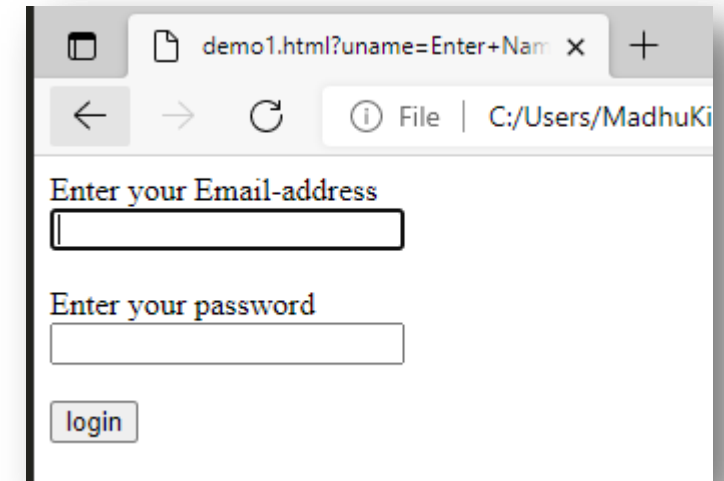 demo1.html?uname=Enter+Nam
File | C:/Users/MadhuKi
Enter your Email-address
Enter your password
login